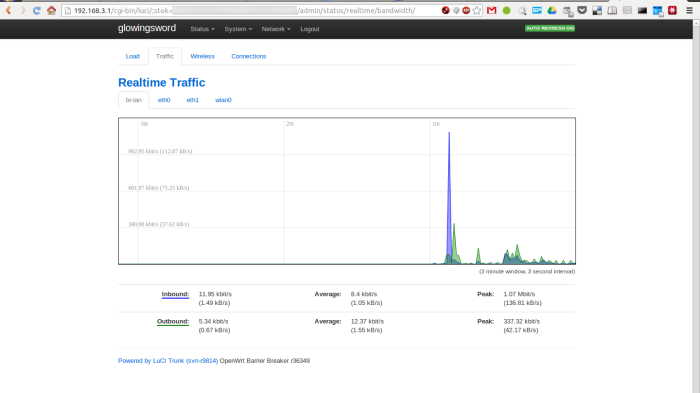 192.168.3.1/cgi-bin/luci/;stok= /admin/status/realtime/bandwidth/
glowingsword Status System Network Logout AUTO REFRESH ON
Load Traffic Wireless Connections
Realtime Traffic
br-lan eth0 eth1 wlan0
3m 2m 1m
902.95 kbit/s (112.87 kB/s)
601.97 kbit/s (75.25 kB/s)
300.98 kbit/s (37.62 kB/s)
(3 minute window, 3 second interval)
Inbound: 11.95 kbit/s Average: 8.4 kbit/s Peak: 1.07 Mbit/s
(1.49 kB/s) (1.05 kB/s) (136.81 kB/s)
Outbound: 5.34 kbit/s Average: 12.37 kbit/s Peak: 337.32 kbit/s
(0.67 kB/s) (1.55 kB/s) (42.17 kB/s)
Powered by LuCI Trunk (svn-r9814) OpenWrt Barrier Breaker r36349